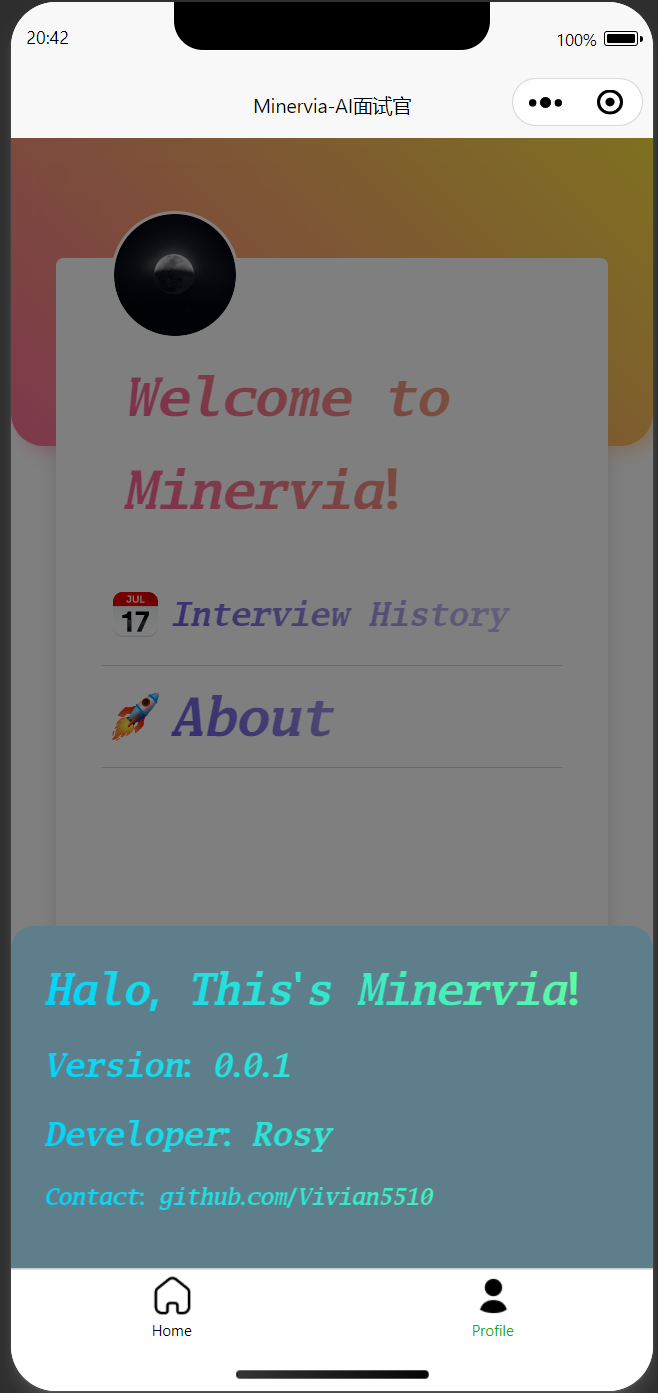 20:42
100%
Minervia-AI面试官
Welcome to
Minervia!
JUL
17
Interview History
About
Halo, This's Minervia!
Version: 0.0.1
Developer: Rosy
Contact: github.com/Vivian5510
Home
Profile